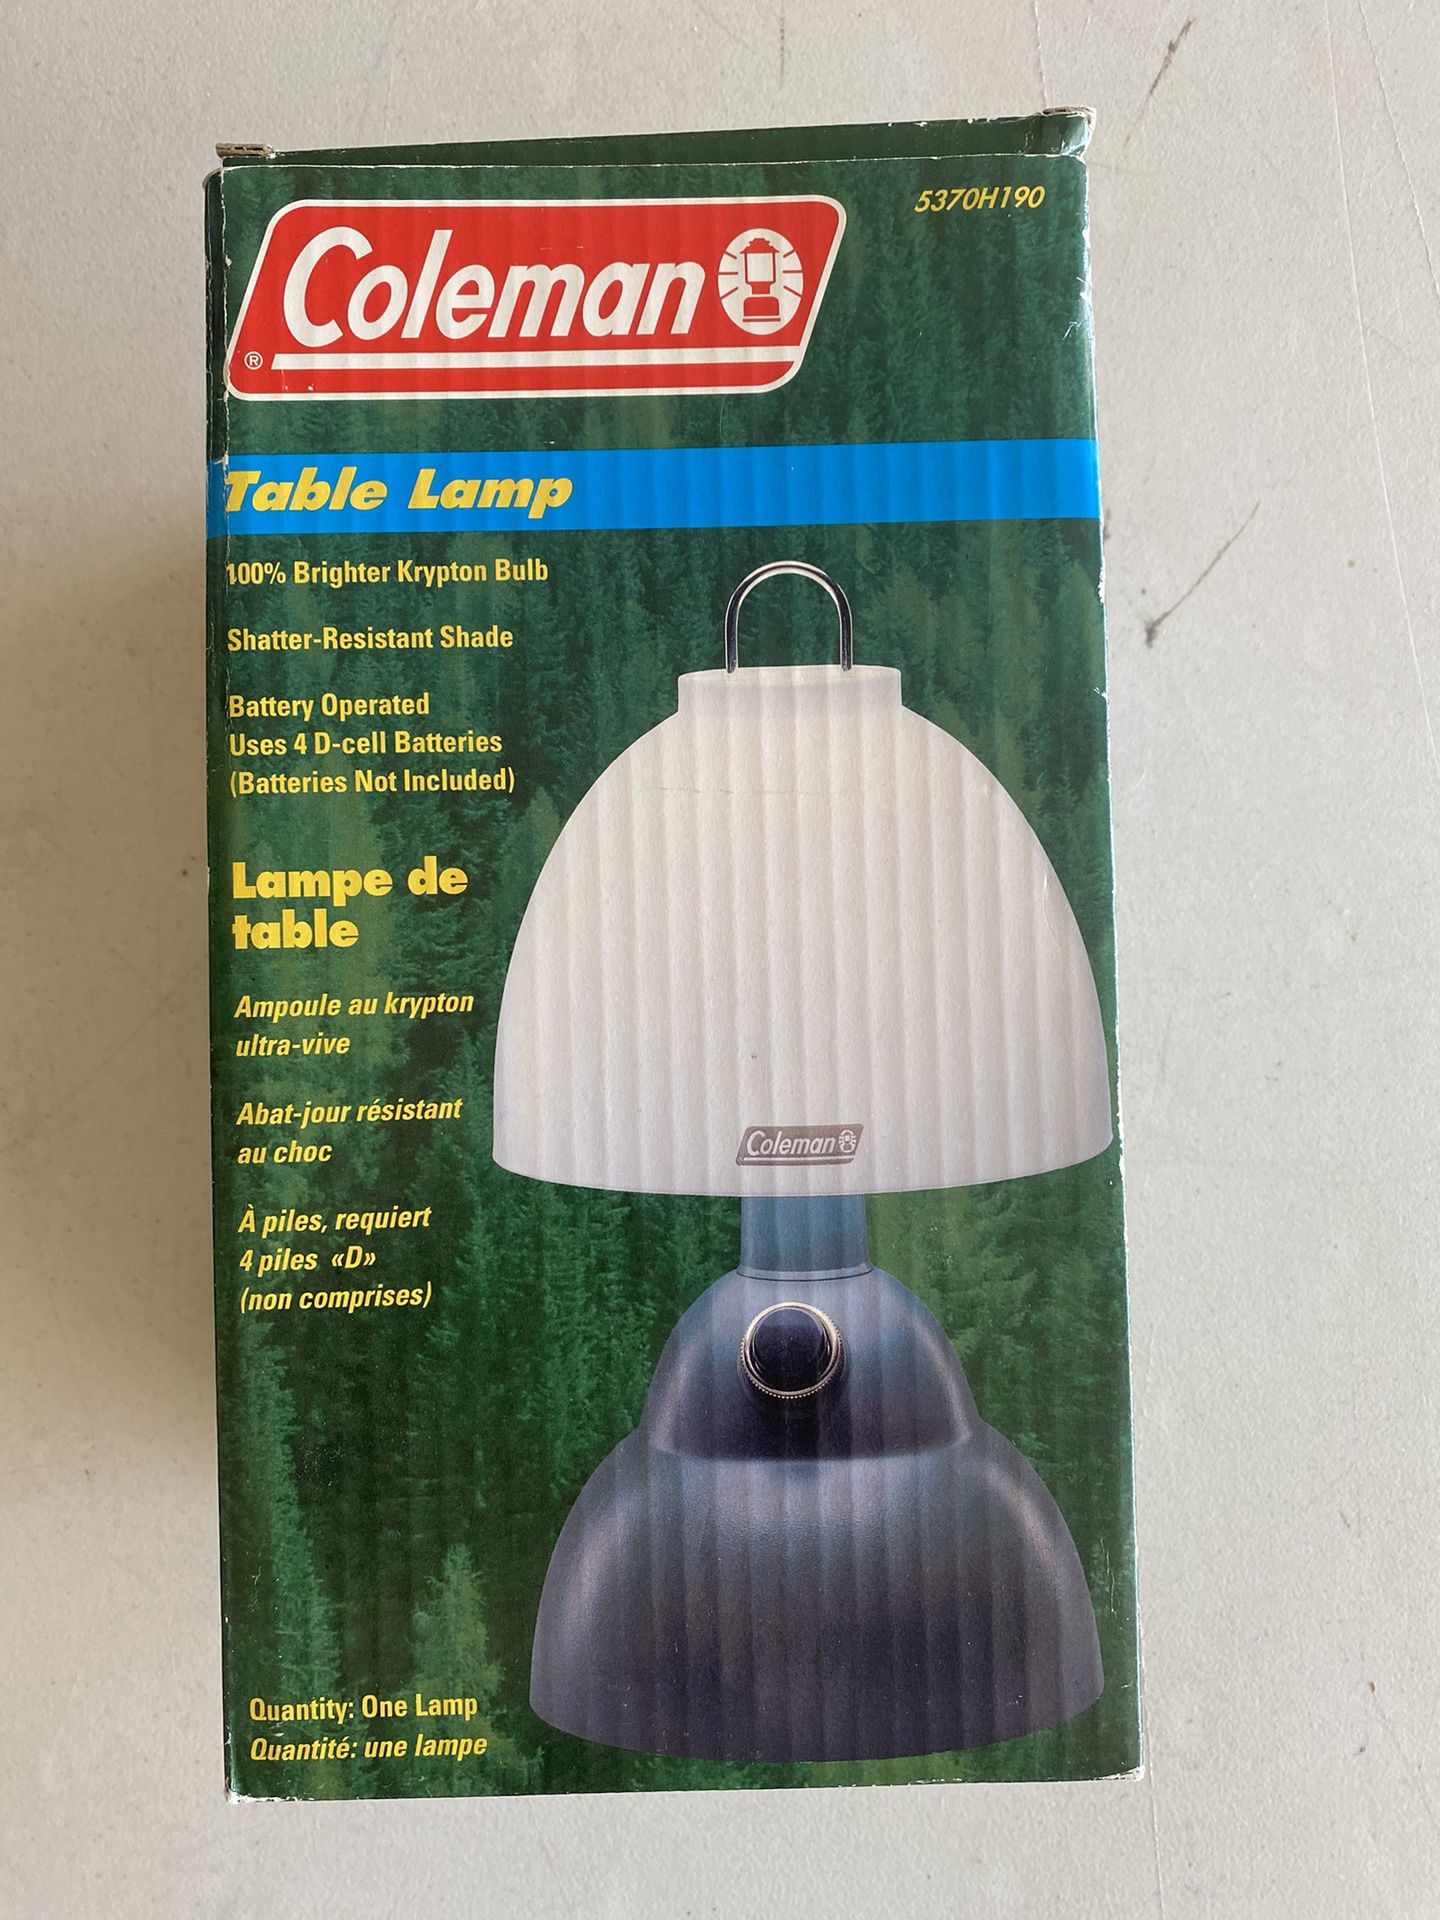 5370H190
Coleman
®
Table Lamp
100% Brighter Krypton Bulb
Shatter-Resistant Shade
Battery Operated
Uses 4 D-cell Batteries
(Batteries Not Included)
Lampe de
table
Ampoule au krypton
ultra-vive
Abat-jour résistant
au choc
À piles, requiert
4 piles «D»
(non comprises)
Coleman
Quantity: One Lamp
Quantité: une lampe